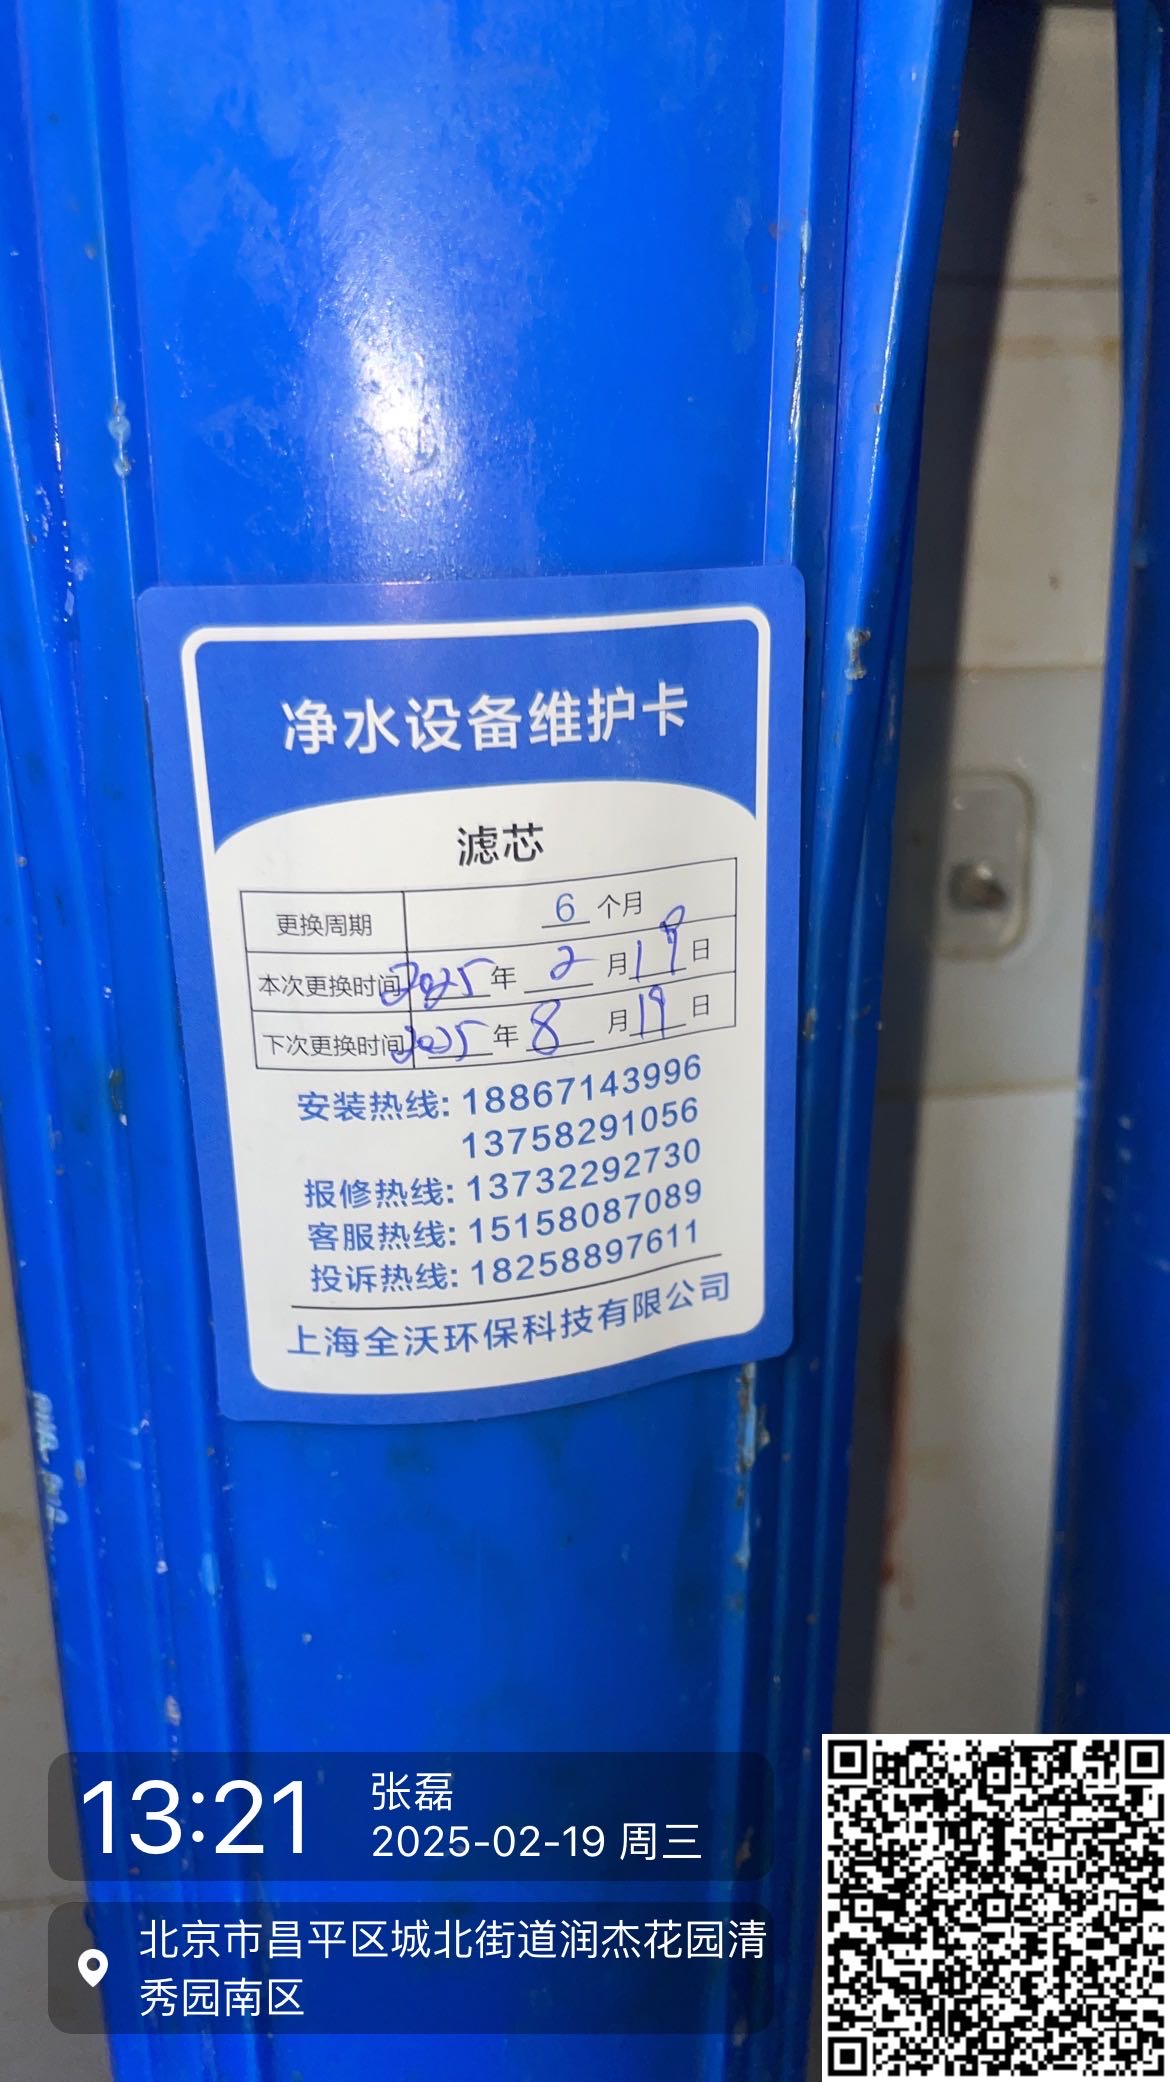 净水设备维护卡
滤芯
更换周期 6 个月
本次更换时间 2025 年 2 月 19 日
下次更换时间 2025 年 8 月 19 日
安装热线: 18867143996
13758291056
报修热线: 13732292730
客服热线: 15158087089
投诉热线: 18258897611
上海全沃环保科技有限公司
13:21
张磊
2025-02-19 周三
北京市昌平区城北街道润杰花园清
秀园南区